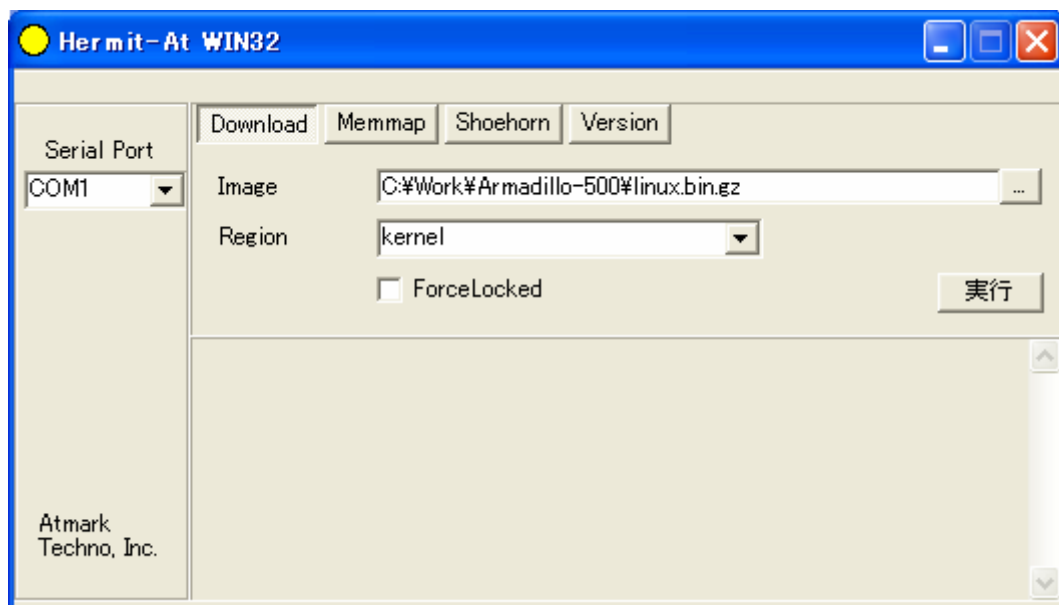 Hermit-At WIN32
Serial Port
COM1
Download Memmap Shoehorn Version
Image C:¥Work¥Armadillo-500¥linux.bin.gz ...
Region kernel
ForceLocked 実行
Atmark
Techno, Inc.